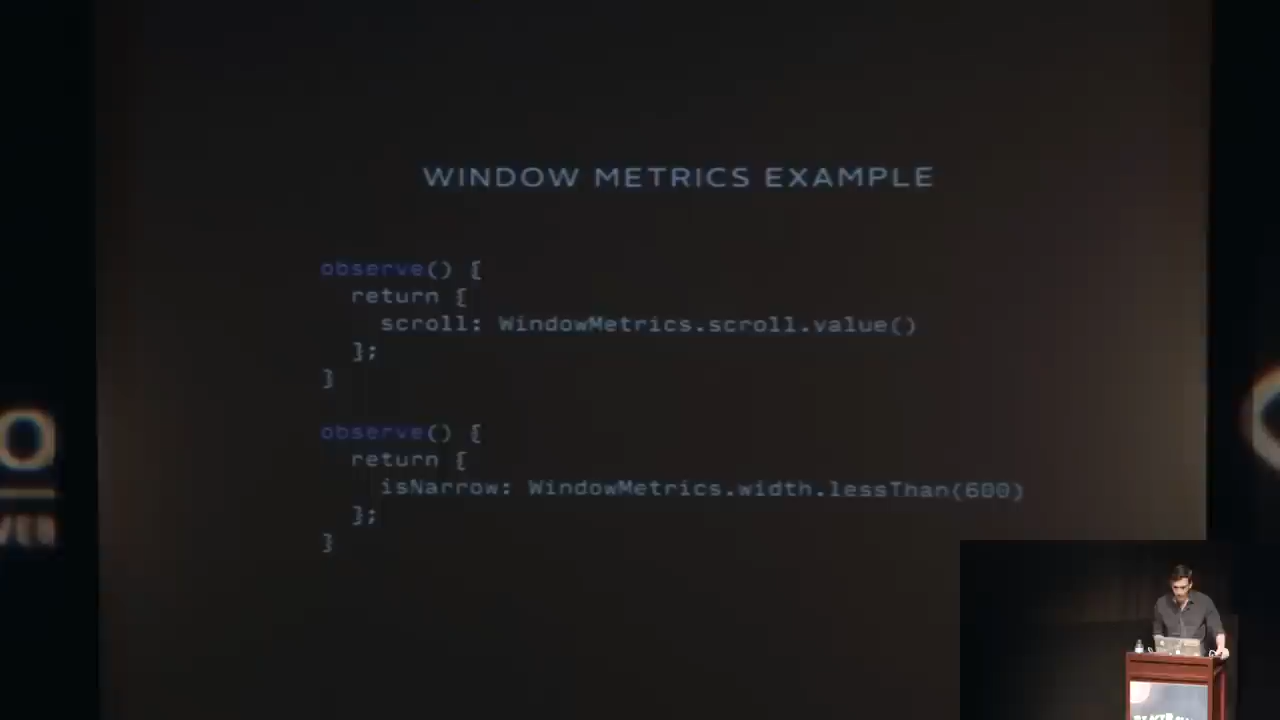 WINDOW METRICS EXAMPLE
observe() {
  return {
    scroll: WindowMetrics.scroll.value()
  };
}
observe() {
  return {
    isNarrow: WindowMetrics.width.lessThan(600)
  };
}